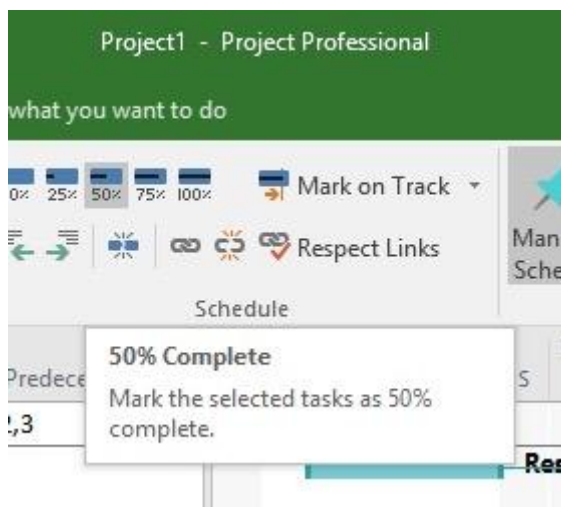 Project1 - Project Professional
what you want to do
0% 25% 50% 75% 100% Mark on Track
Respect Links
Man
Sche
Schedule
50% Complete
Mark the selected tasks as 50%
complete.
Predece
S
2,3
Res